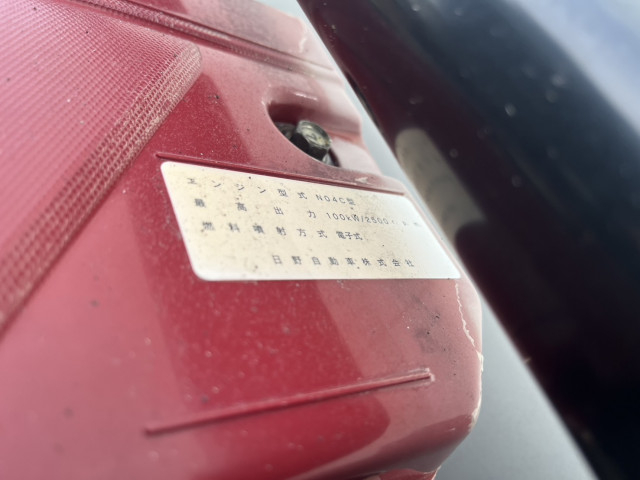 エンジン型式 N04C型
最高出力 100kW/2500
燃料噴射方式 電子式
日野自動車株式会社